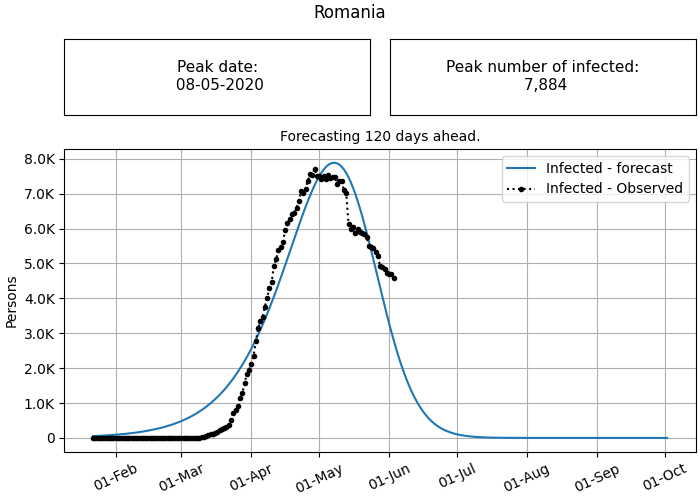 Romania
Peak date:
08-05-2020
Peak number of infected:
7,884
Forecasting 120 days ahead.
Infected - forecast
Infected - Observed
Persons
8.0K
7.0K
6.0K
5.0K
4.0K
3.0K
2.0K
1.0K
0
01-Feb
01-Mar
01-Apr
01-May
01-Jun
01-Jul
01-Aug
01-Sep
01-Oct